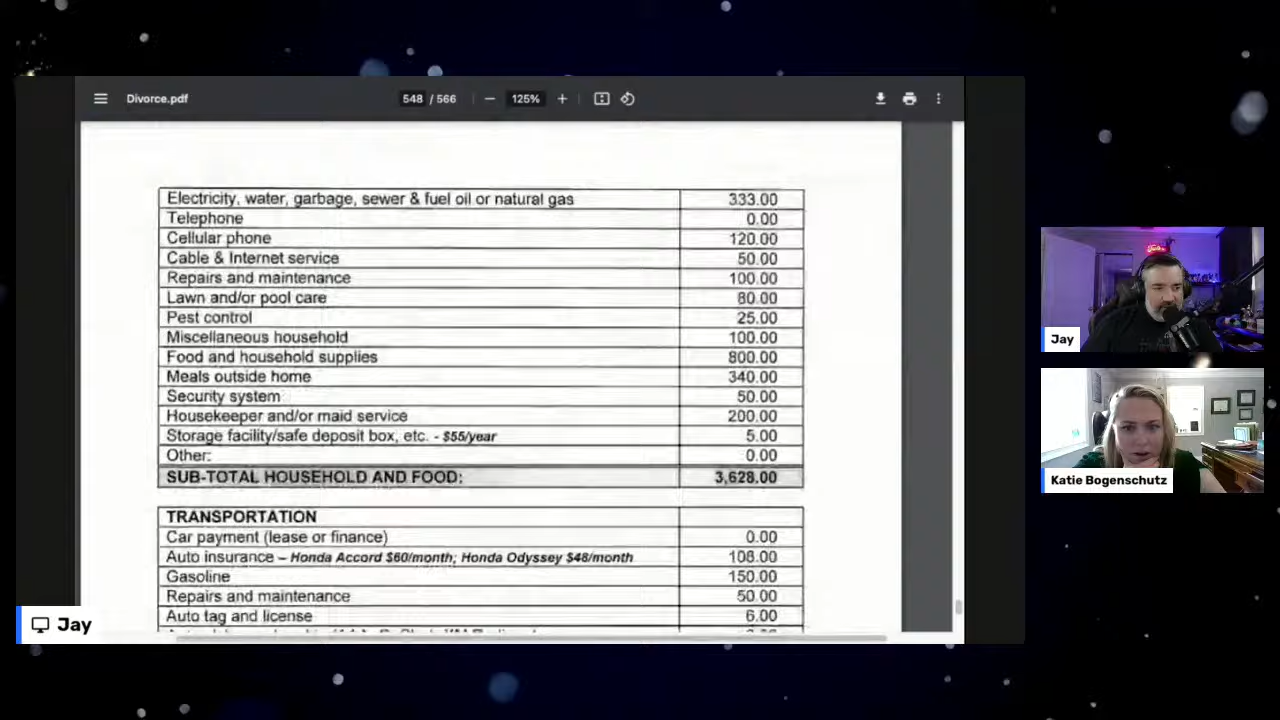 Divorce.pdf
548 / 566
125%
Electricity, water, garbage, sewer & fuel oil or natural gas 333.00
Telephone 0.00
Cellular phone 120.00
Cable & Internet service 50.00
Repairs and maintenance 100.00
Lawn and/or pool care 80.00
Pest control 25.00
Miscellaneous household 100.00
Food and household supplies 800.00
Meals outside home 340.00
Security system 50.00
Housekeeper and/or maid service 200.00
Storage facility/safe deposit box, etc. - $55/year 5.00
Other: 0.00
SUB-TOTAL HOUSEHOLD AND FOOD: 3,628.00
TRANSPORTATION
Car payment (lease or finance) 0.00
Auto insurance – Honda Accord $60/month; Honda Odyssey $48/month 108.00
Gasoline 150.00
Repairs and maintenance 50.00
Auto tag and license 6.00
Jay
Jay
Katie Bogenschutz